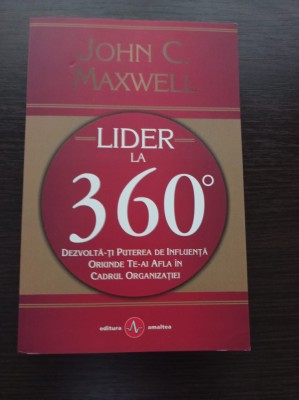 JOHN C.
MAXWELL
LIDER
LA
360°
DEZVOLTĂ-ȚI PUTEREA DE INFLUENȚĂ
ORIUNDE TE-AI AFLA ÎN
CADRUL ORGANIZAȚIEI
editura amaltea